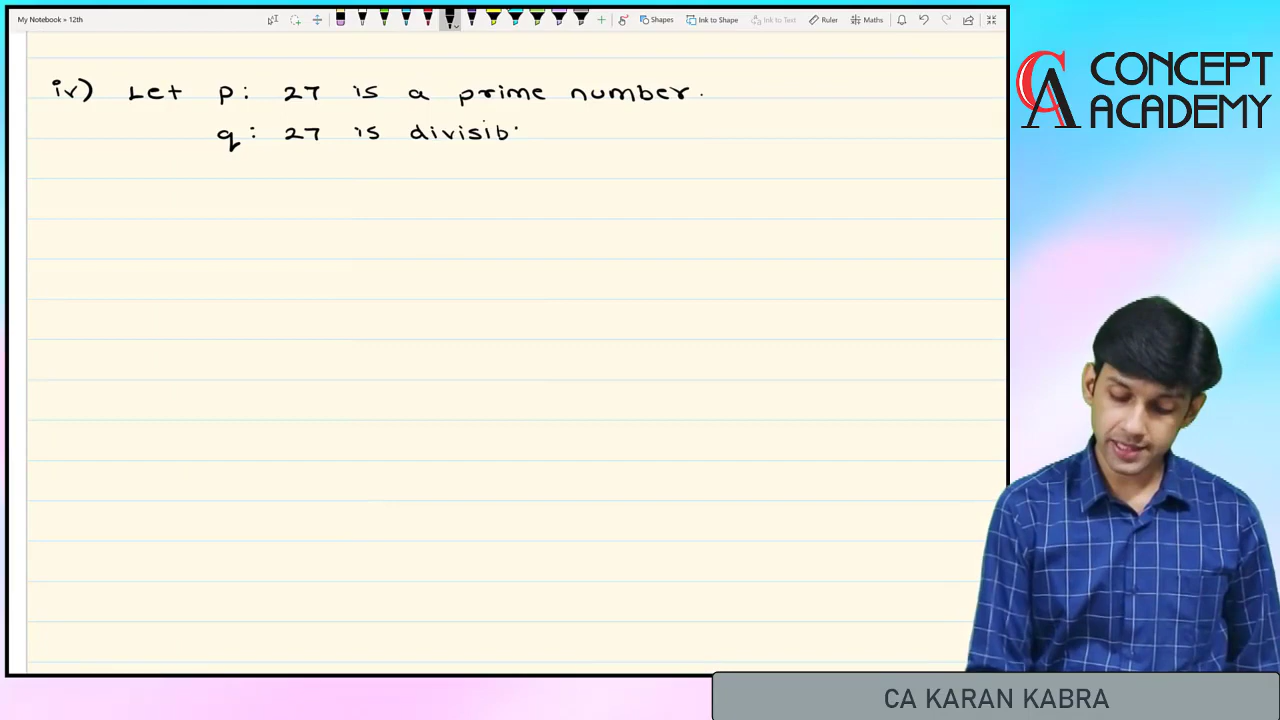 My Notebook » 12th
Shapes
Ink to Shape
Ink to Text
Ruler
Maths
CONCEPT
ACADEMY
iv) Let p: 27 is a prime number.
q: 27 is divisib
CA KARAN KABRA